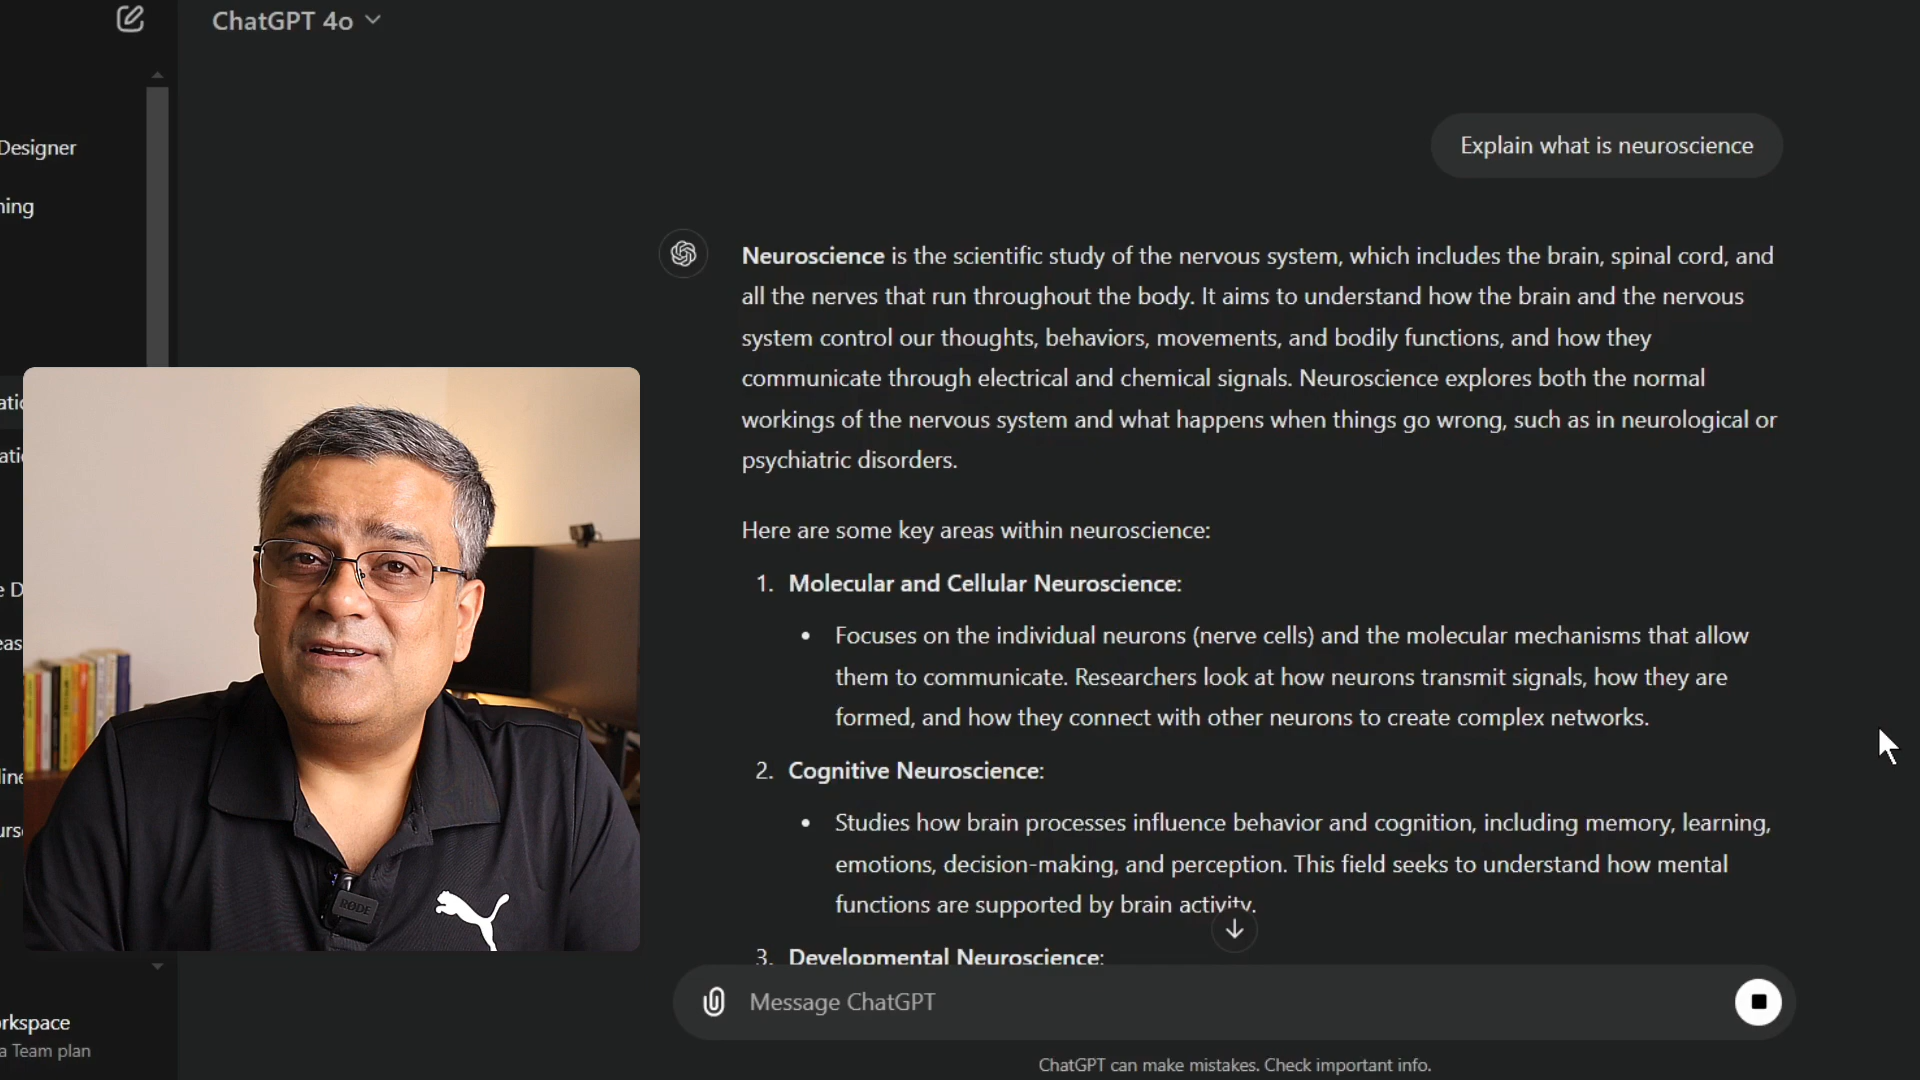 ChatGPT 4o
Designer
Explain what is neuroscience
Neuroscience is the scientific study of the nervous system, which includes the brain, spinal cord, and
all the nerves that run throughout the body. It aims to understand how the brain and the nervous
system control our thoughts, behaviors, movements, and bodily functions, and how they
communicate through electrical and chemical signals. Neuroscience explores both the normal
workings of the nervous system and what happens when things go wrong, such as in neurological or
psychiatric disorders.
Here are some key areas within neuroscience:
1. Molecular and Cellular Neuroscience:
• Focuses on the individual neurons (nerve cells) and the molecular mechanisms that allow
them to communicate. Researchers look at how neurons transmit signals, how they are
formed, and how they connect with other neurons to create complex networks.
2. Cognitive Neuroscience:
• Studies how brain processes influence behavior and cognition, including memory, learning,
emotions, decision-making, and perception. This field seeks to understand how mental
functions are supported by brain activity.
3. Developmental Neuroscience:
RØDE
Message ChatGPT
rkspace
a Team plan
ChatGPT can make mistakes. Check important info.